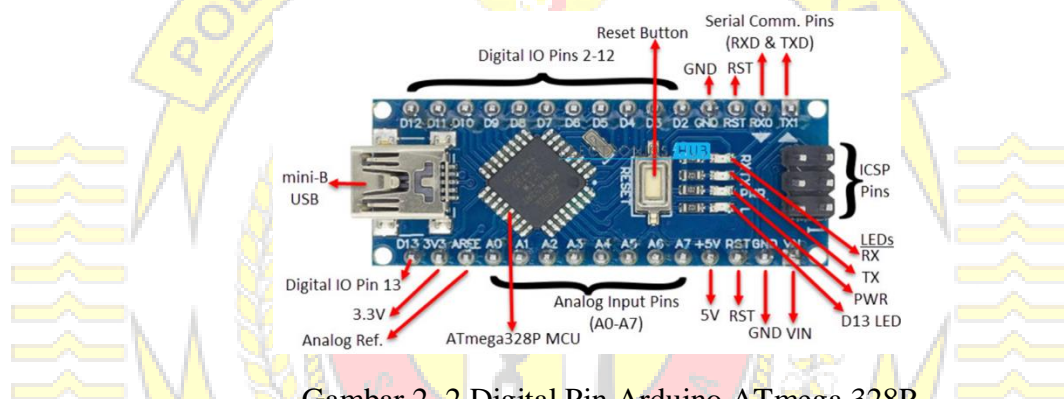 Reset Button
Serial Comm. Pins
(RXD & TXD)
Digital IO Pins 2-12
GND RST
D12 D11 D10 D9 D8 D7 D6 D5 D4 D3 D2 GND RST RX0 TX1
mini-B
USB
RESET
ICSP
Pins
D13 3V3 AREF A0 A1 A2 A3 A4 A5 A6 A7 +5V RST GND VIN
LEDs
RX
TX
PWR
D13 LED
Digital IO Pin 13
3.3V
Analog Ref.
ATmega328P MCU
Analog Input Pins
(A0-A7)
5V RST
GND VIN
Gambar 2. 2 Digital Pin Arduino ATmega 328P